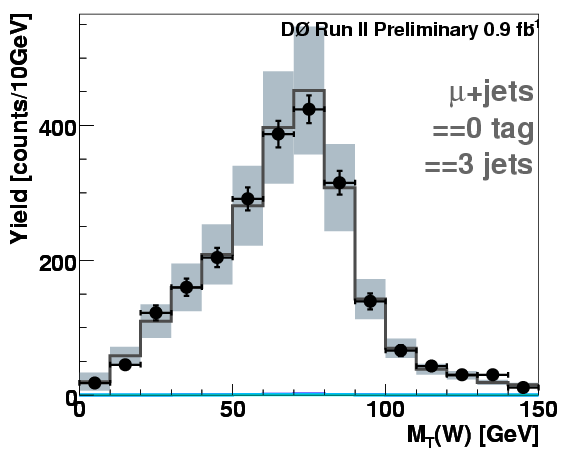 DØ Run II Preliminary 0.9 fb⁻¹
μ+jets
==0 tag
==3 jets
Yield [counts/10GeV]
400
200
0
0 50 100 150
M_T(W) [GeV]